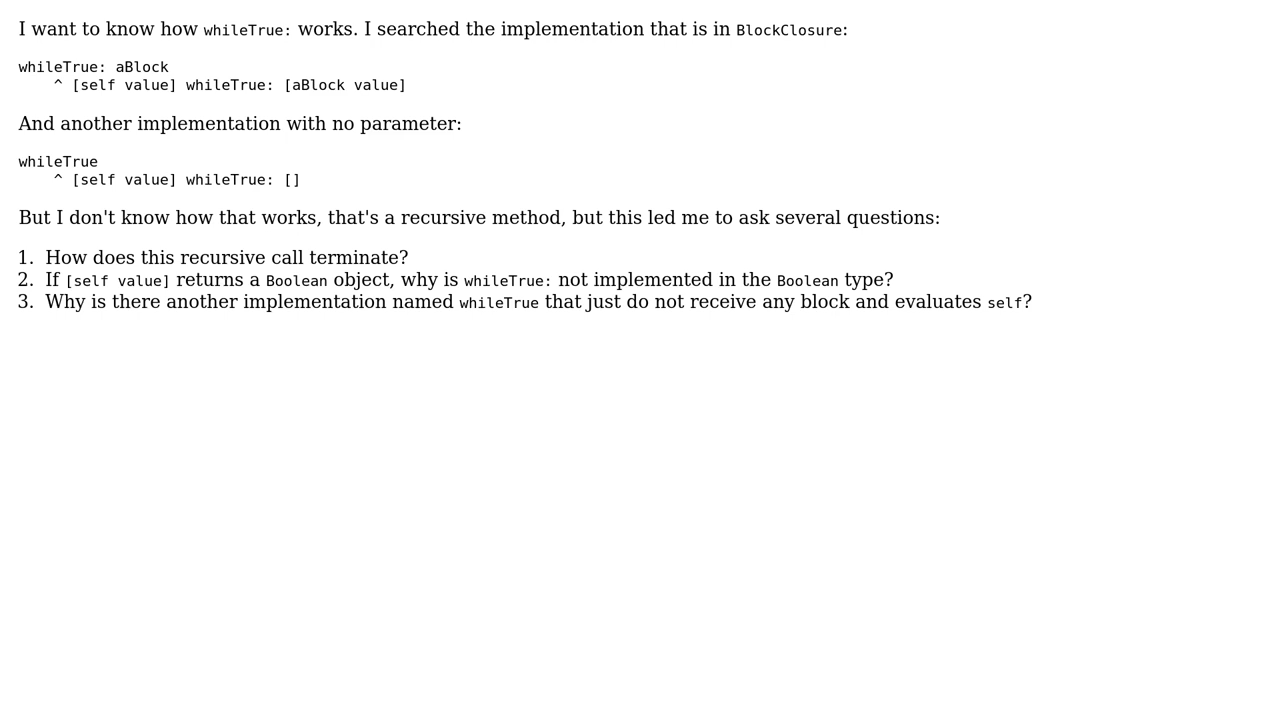 I want to know how whileTrue: works. I searched the implementation that is in BlockClosure:
whileTrue: aBlock
    ^ [self value] whileTrue: [aBlock value]
And another implementation with no parameter:
whileTrue
    ^ [self value] whileTrue: []
But I don't know how that works, that's a recursive method, but this led me to ask several questions:
1. How does this recursive call terminate?
2. If [self value] returns a Boolean object, why is whileTrue: not implemented in the Boolean type?
3. Why is there another implementation named whileTrue that just do not receive any block and evaluates self?